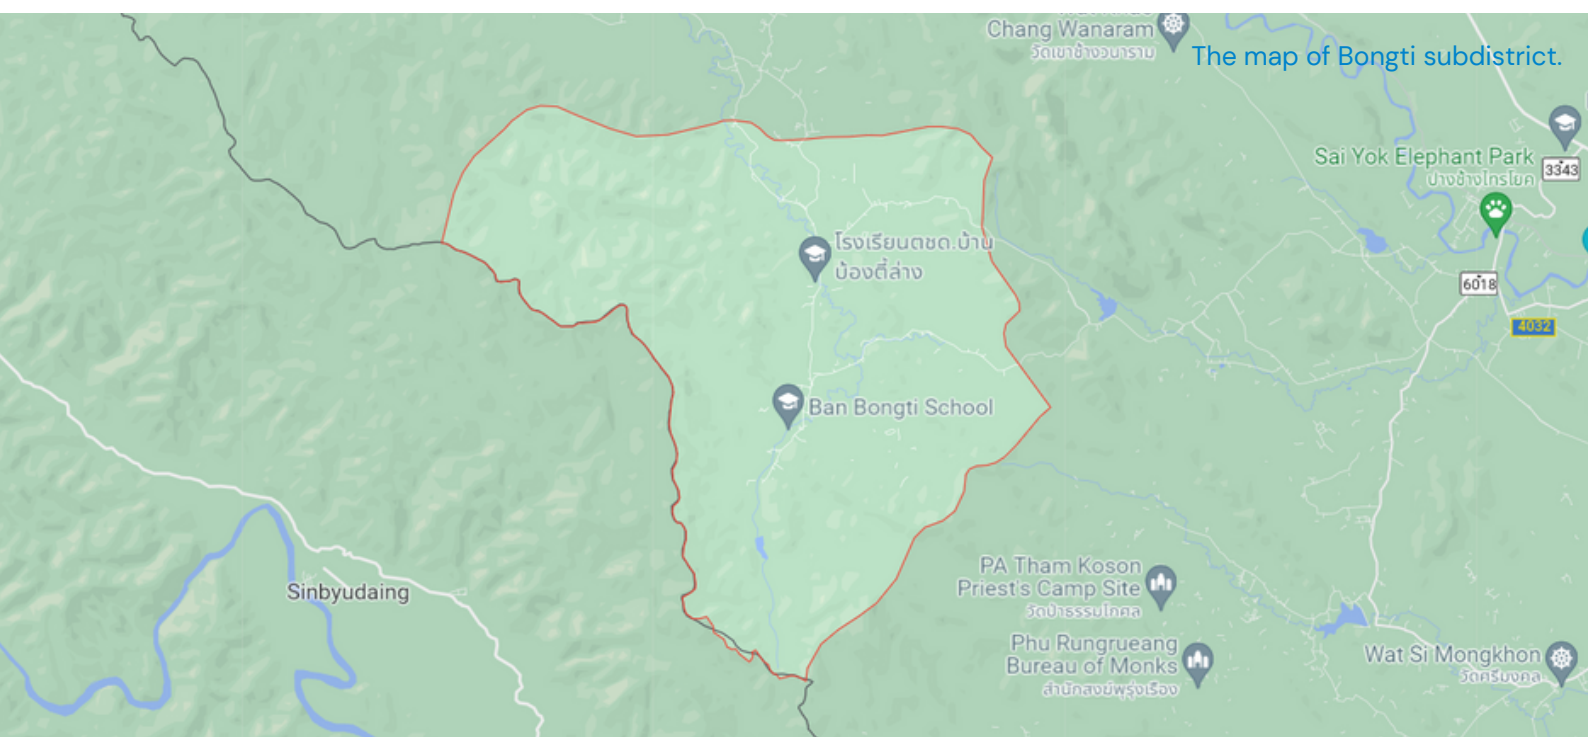 Chang Wanaram
วัดเขาช้างวนาราม
The map of Bongti subdistrict.
Sai Yok Elephant Park
ปางช้างไทรโยค
3343
โรงเรียนตชด.บ้าน
บ้องตี้ล่าง
6018
4032
Ban Bongti School
PA Tham Koson
Priest's Camp Site
วัดป่าธรรมโกศล
Sinbyudaing
Phu Rungrueang
Bureau of Monks
สำนักสงฆ์พุรุ่งเรือง
Wat Si Mongkhon
วัดศรีมงคล